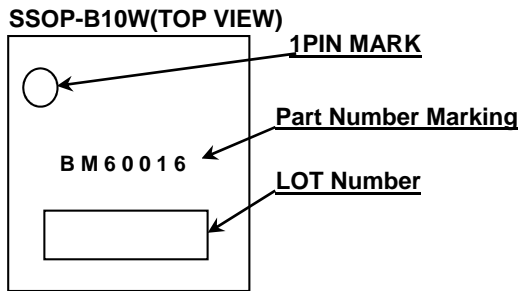 SSOP-B10W(TOP VIEW)
1PIN MARK
Part Number Marking
BM60016
LOT Number